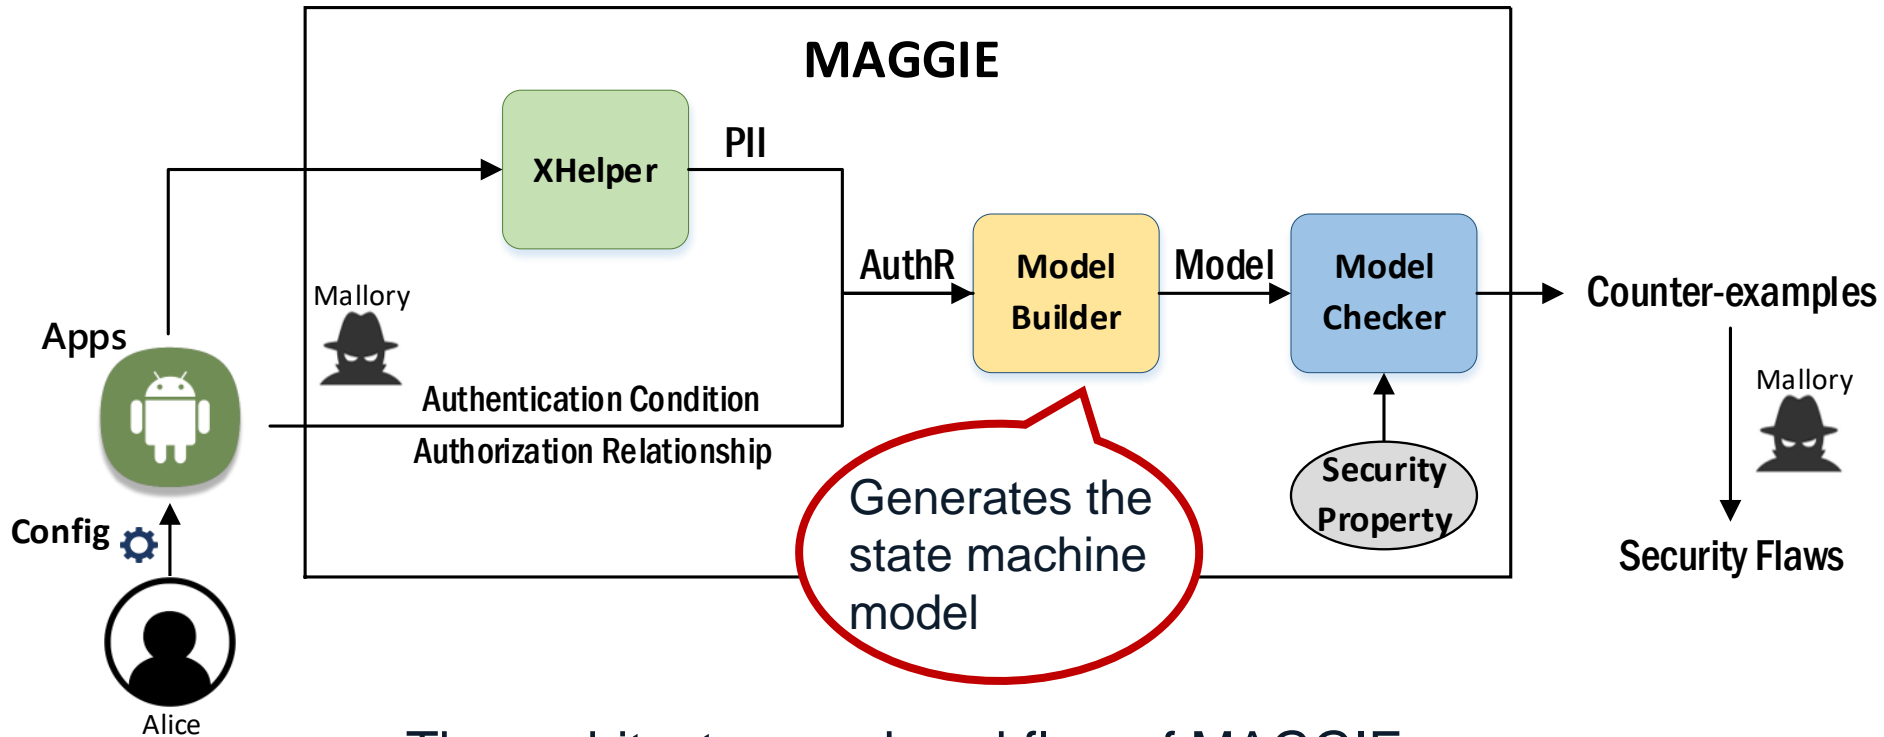 MAGGIE
XHelper
PII
Mallory
Apps
Authentication Condition
Authorization Relationship
AuthR
Model
Builder
Model
Model
Checker
Counter-examples
Mallory
Security
Property
Security Flaws
Generates the
state machine
model
Config
Alice
MAGGIE